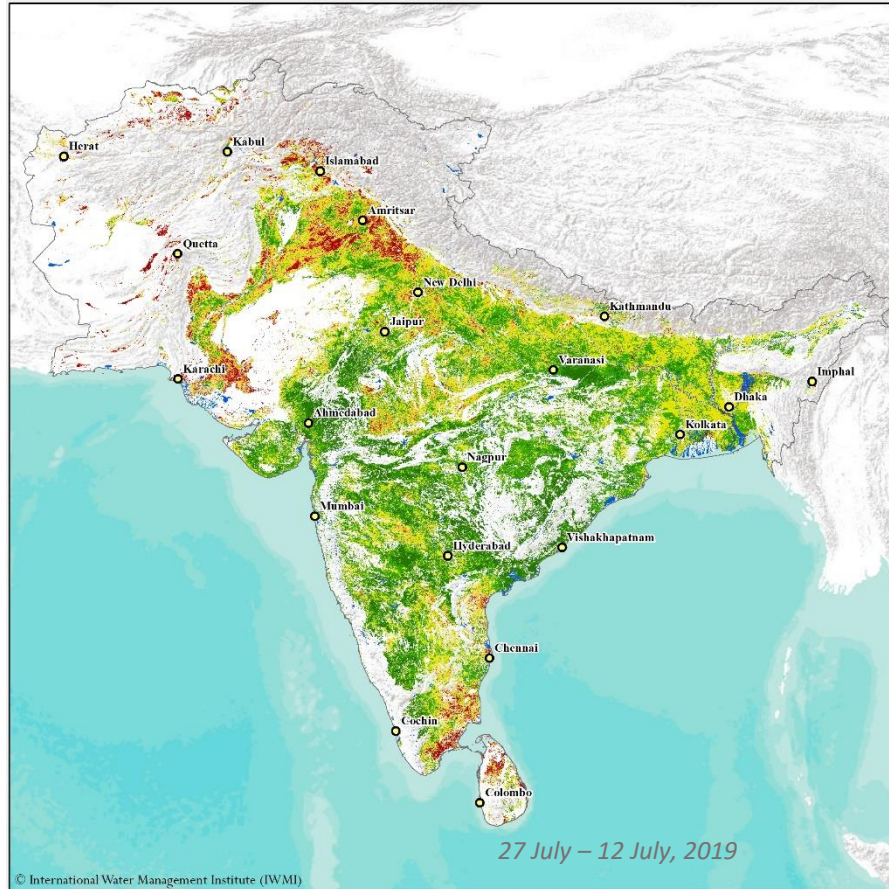 Herat
Kabul
Islamabad
Amritsar
Quetta
New Delhi
Kathmandu
Jaipur
Varanasi
Karachi
Imphal
Dhaka
Ahmedabad
Kolkata
Nagpur
Mumbai
Vishakhapatnam
Hyderabad
Chennai
Cochin
Colombo
27 July – 12 July, 2019
© International Water Management Institute (IWMI)